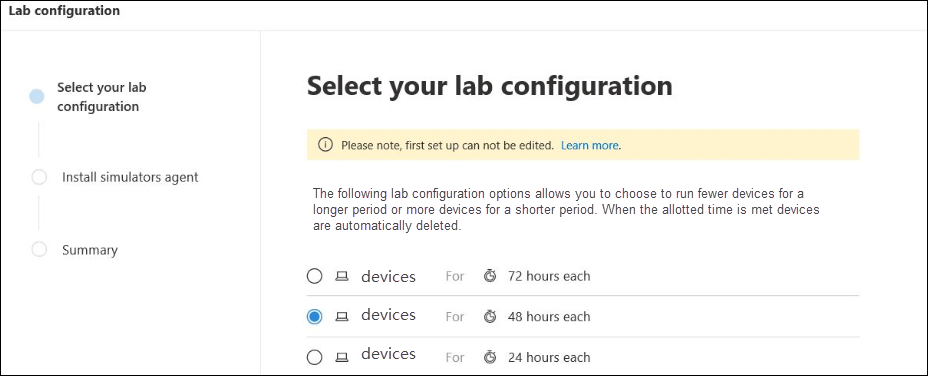 Lab configuration
Select your lab
configuration
Install simulators agent
Summary
Select your lab configuration
Please note, first set up can not be edited. Learn more.
The following lab configuration options allows you to choose to run fewer devices for a
longer period or more devices for a shorter period. When the allotted time is met devices
are automatically deleted.
devices For 72 hours each
devices For 48 hours each
devices For 24 hours each